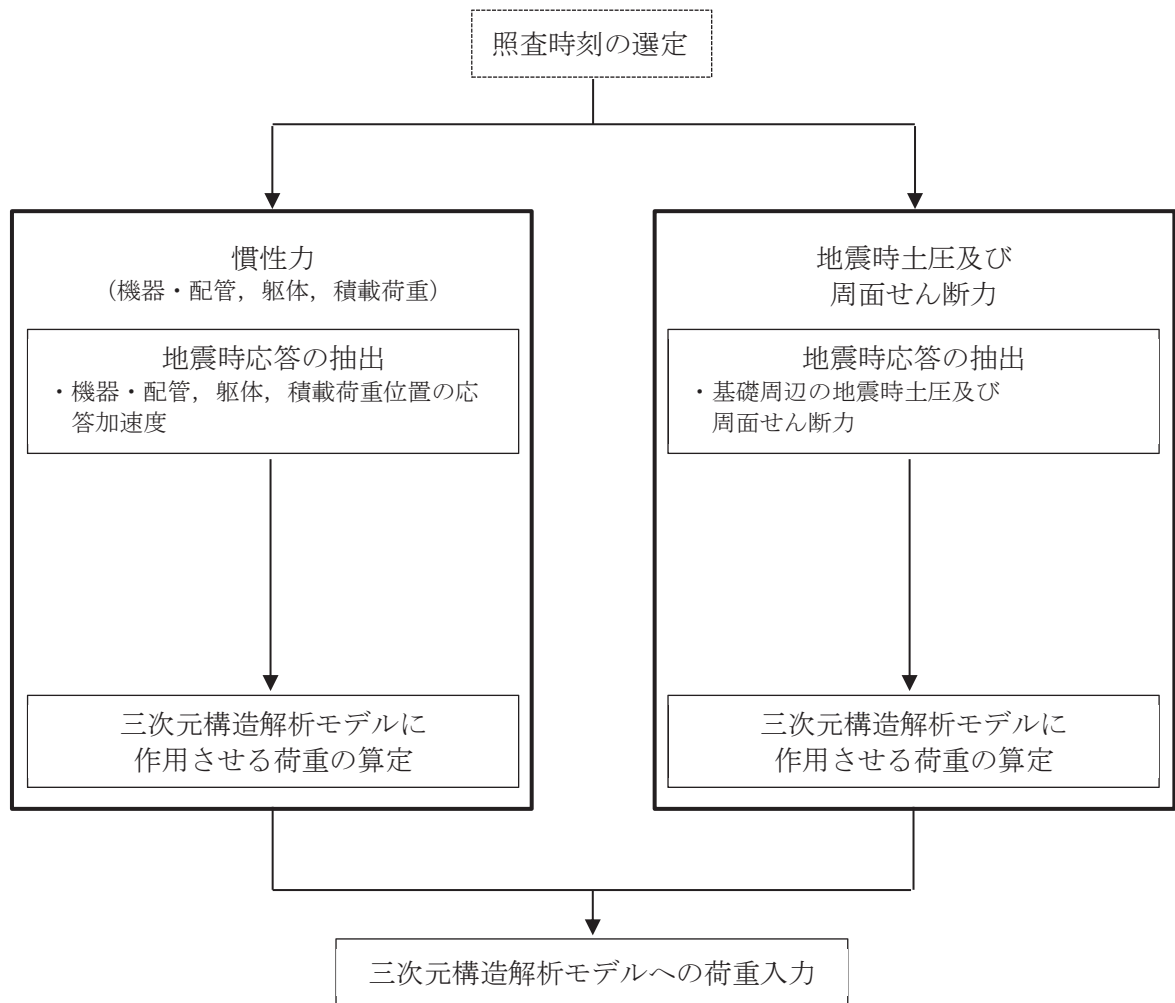 照査時刻の選定
慣性力
（機器・配管，躯体，積載荷重）
地震時応答の抽出
・機器・配管，躯体，積載荷重位置の応
答加速度
三次元構造解析モデルに
作用させる荷重の算定
地震時土圧及び
周面せん断力
地震時応答の抽出
・基礎周辺の地震時土圧及び
周面せん断力
三次元構造解析モデルに
作用させる荷重の算定
三次元構造解析モデルへの荷重入力